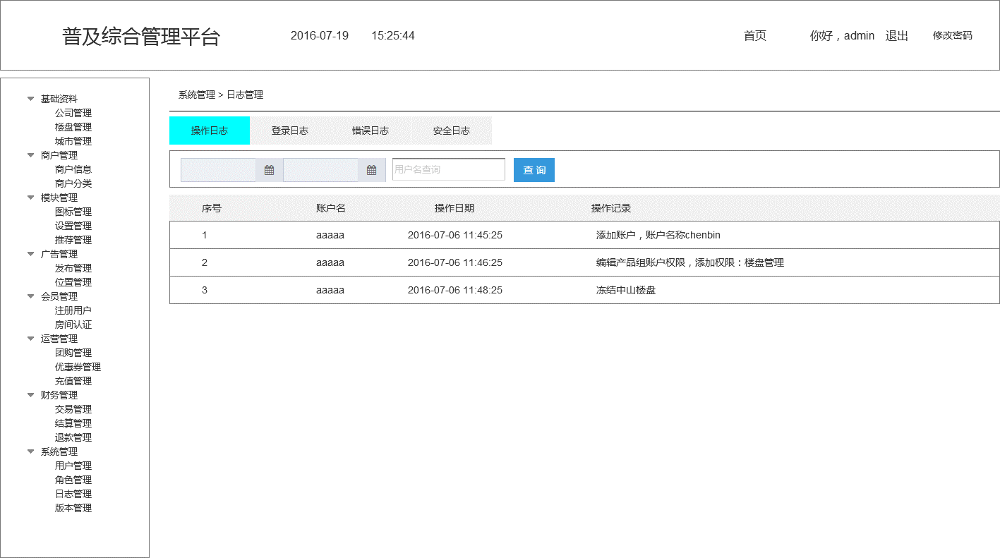 普及综合管理平台 2016-07-19 15:25:44 首页 你好，admin 退出 修改密码
基础资料
公司管理
楼盘管理
城市管理
商户管理
商户信息
商户分类
模块管理
图标管理
设置管理
推荐管理
广告管理
发布管理
位置管理
会员管理
注册用户
房间认证
运营管理
团购管理
优惠券管理
充值管理
财务管理
交易管理
结算管理
退款管理
系统管理
用户管理
角色管理
日志管理
版本管理
系统管理 > 日志管理
操作日志 登录日志 错误日志 安全日志
用户名查询 查 询
序号 账户名 操作日期 操作记录
1 aaaaa 2016-07-06 11:45:25 添加账户，账户名称chenbin
2 aaaaa 2016-07-06 11:46:25 编辑产品组账户权限，添加权限：楼盘管理
3 aaaaa 2016-07-06 11:48:25 冻结中山楼盘